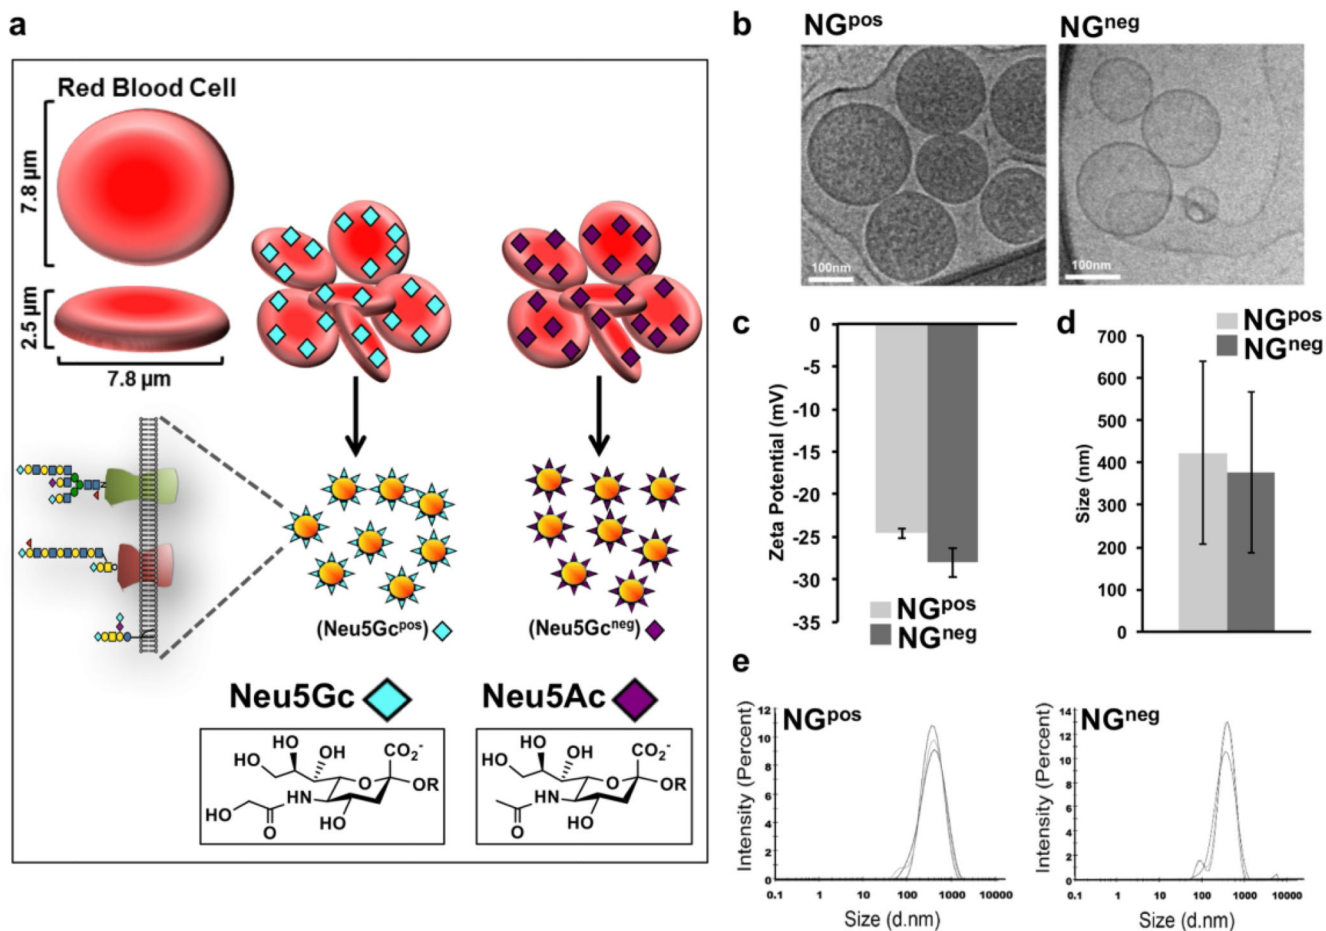 a
Red Blood Cell
7.8 µm
2.5 µm
7.8 µm
(Neu5Gcᵖᵒˢ)
(Neu5Gcⁿᵉᵍ)
Neu5Gc
Neu5Ac
HO
HO
OH
CO₂⁻
HO
O
OR
HN
HO
O
HO
HO
OH
CO₂⁻
HO
O
OR
HN
O
HO
b
NGᵖᵒˢ
NGⁿᵉᵍ
100nm
100nm
c
Zeta Potential (mV)
0
-5
-10
-15
-20
-25
-30
-35
NGᵖᵒˢ
NGⁿᵉᵍ
d
Size (nm)
700
600
500
400
300
200
100
0
NGᵖᵒˢ
NGⁿᵉᵍ
e
NGᵖᵒˢ
Intensity (Percent)
12
10
8
6
4
2
0
0.1 1 10 100 1000 10000
Size (d.nm)
NGⁿᵉᵍ
Intensity (Percent)
14
12
10
8
6
4
2
0
0.1 1 10 100 1000 10000
Size (d.nm)